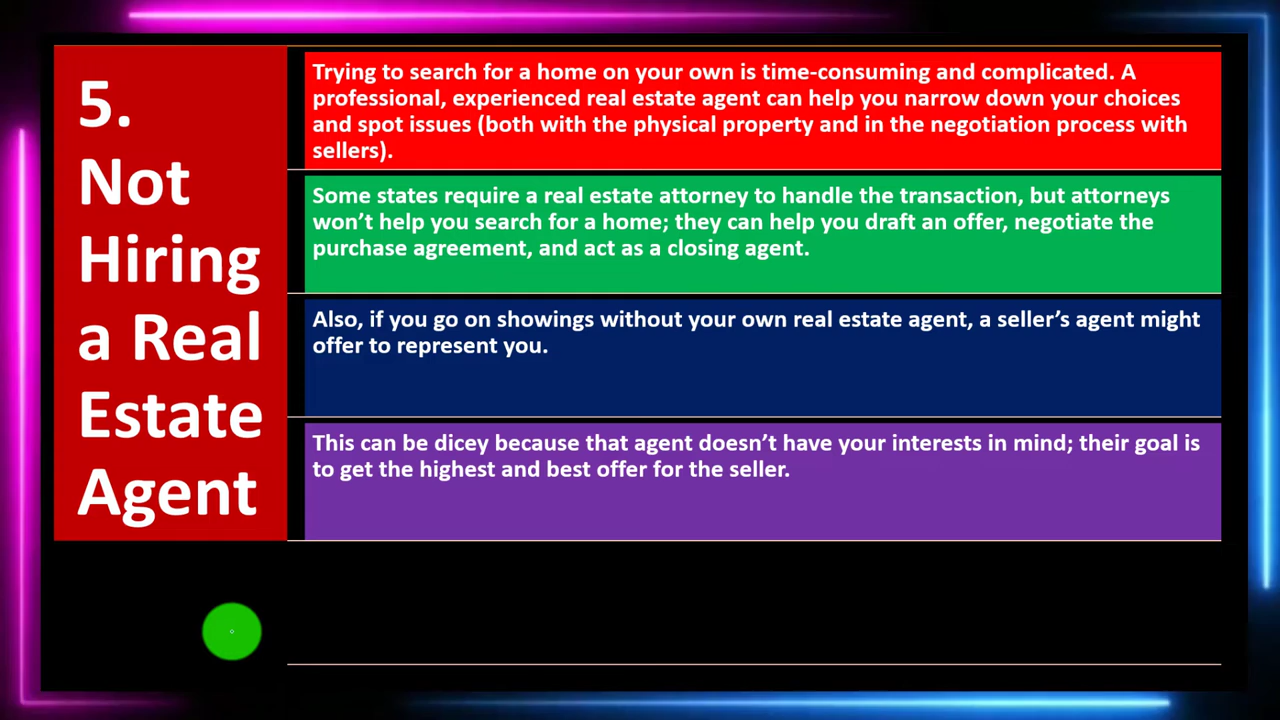 5.
Not
Hiring
a Real
Estate
Agent
Trying to search for a home on your own is time-consuming and complicated. A
professional, experienced real estate agent can help you narrow down your choices
and spot issues (both with the physical property and in the negotiation process with
sellers).
Some states require a real estate attorney to handle the transaction, but attorneys
won’t help you search for a home; they can help you draft an offer, negotiate the
purchase agreement, and act as a closing agent.
Also, if you go on showings without your own real estate agent, a seller’s agent might
offer to represent you.
This can be dicey because that agent doesn’t have your interests in mind; their goal is
to get the highest and best offer for the seller.